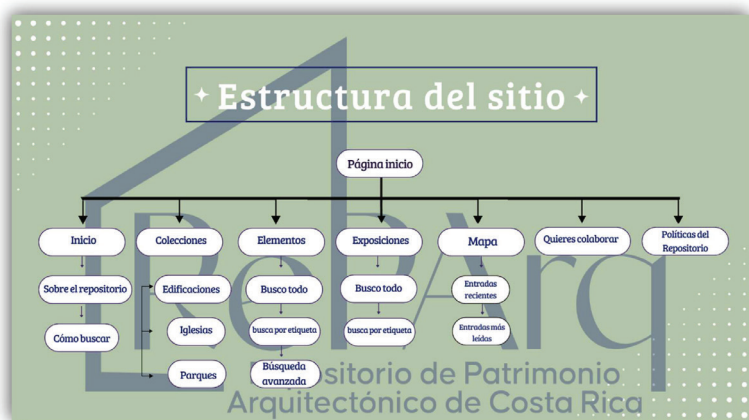 Estructura del sitio
Página inicio
Inicio
Colecciones
Elementos
Exposiciones
Mapa
Quieres colaborar
Políticas del
Repositorio
Sobre el repositorio
Edificaciones
Busco todo
Busco todo
Entradas
recientes
Cómo buscar
Iglesias
busca por etiqueta
busca por etiqueta
Entradas más
leídas
Parques
Búsqueda
avanzada
RePArq
sitorio de Patrimonio
Arquitectónico de Costa Rica